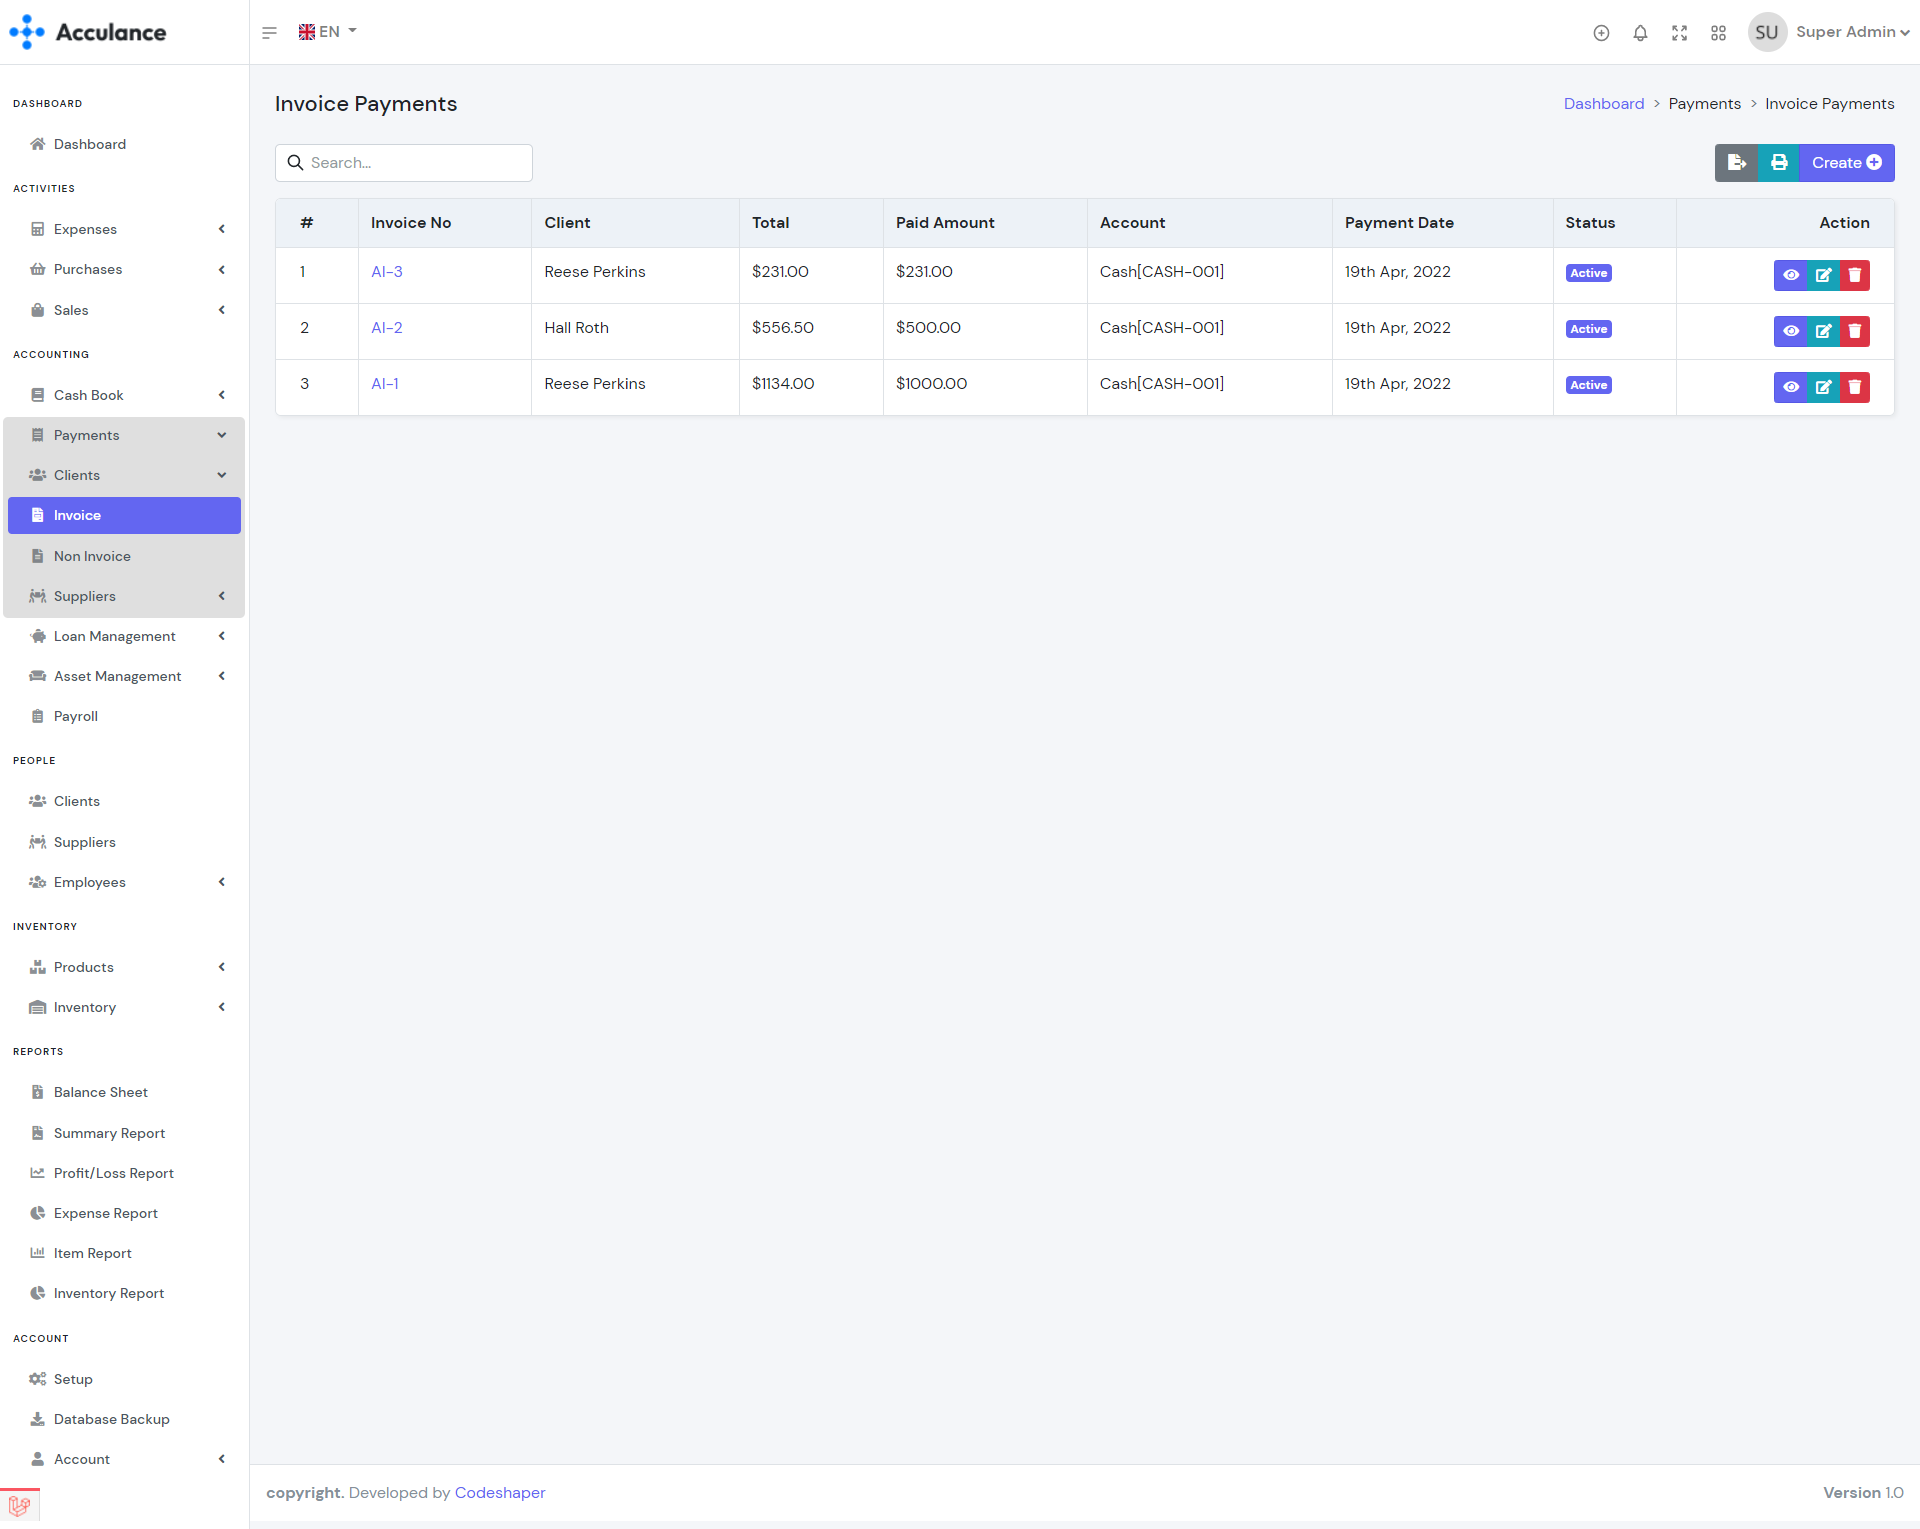 Acculance
EN
SU Super Admin
DASHBOARD
Dashboard
ACTIVITIES
Expenses
Purchases
Sales
ACCOUNTING
Cash Book
Payments
Clients
Invoice
Non Invoice
Suppliers
Loan Management
Asset Management
Payroll
PEOPLE
Clients
Suppliers
Employees
INVENTORY
Products
Inventory
REPORTS
Balance Sheet
Summary Report
Profit/Loss Report
Expense Report
Item Report
Inventory Report
ACCOUNT
Setup
Database Backup
Account
Invoice Payments
Dashboard > Payments > Invoice Payments
Search...
Create
# Invoice No Client Total Paid Amount Account Payment Date Status Action
1 AI-3 Reese Perkins $231.00 $231.00 Cash[CASH-001] 19th Apr, 2022 Active
2 AI-2 Hall Roth $556.50 $500.00 Cash[CASH-001] 19th Apr, 2022 Active
3 AI-1 Reese Perkins $1134.00 $1000.00 Cash[CASH-001] 19th Apr, 2022 Active
copyright. Developed by Codeshaper
Version 1.0